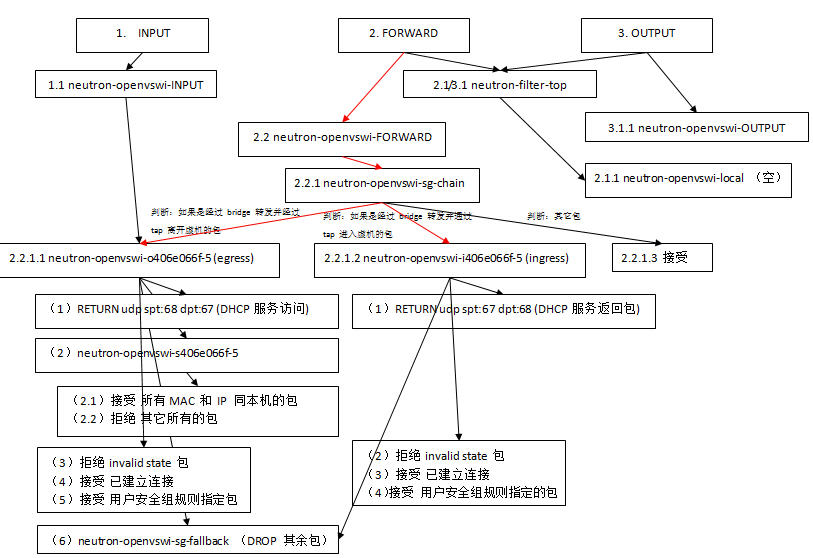 1. INPUT
2. FORWARD
3. OUTPUT
1.1 neutron-openvswi-INPUT
2.1/3.1 neutron-filter-top
3.1.1 neutron-openvswi-OUTPUT
2.2 neutron-openvswi-FORWARD
2.2.1 neutron-openvswi-sg-chain
2.1.1 neutron-openvswi-local （空）
判断：如果是经过 bridge 转发并经过
tap 离开虚机的包
判断：如果是经过 bridge 转发并通过
tap 进入虚机的包
判断：其它包
2.2.1.1 neutron-openvswi-o406e066f-5 (egress)
2.2.1.2 neutron-openvswi-i406e066f-5 (ingress)
2.2.1.3 接受
（1）RETURN udp spt:68 dpt:67 (DHCP 服务访问)
（1）RETURN udp spt:67 dpt:68 (DHCP 服务返回包)
（2）neutron-openvswi-s406e066f-5
（2.1）接受 所有 MAC 和 IP 同本机的包
（2.2）拒绝 其它所有的包
（3）拒绝 invalid state 包
（4）接受 已建立连接
（5）接受 用户安全组规则指定包
（2）拒绝 invalid state 包
（3）接受 已建立连接
（4)接受 用户安全组规则指定的包
（6）neutron-openvswi-sg-fallback （DROP 其余包）